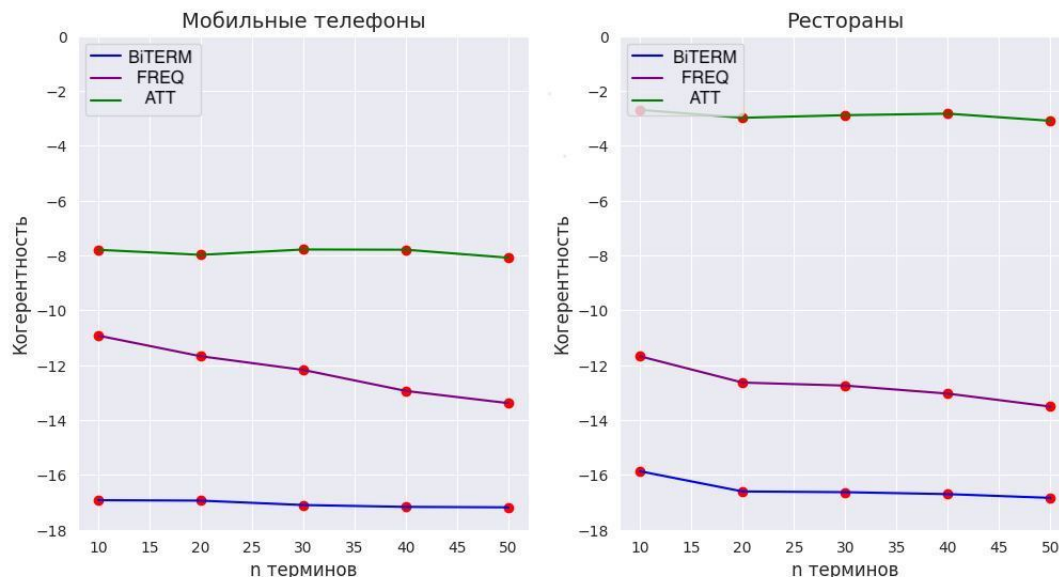 Мобильные телефоны
0
−2
−4
−6
−8
−10
−12
−14
−16
−18
Когерентность
BiTERM
FREQ
ATT
10 15 20 25 30 35 40 45 50
n терминов
Рестораны
0
−2
−4
−6
−8
−10
−12
−14
−16
−18
Когерентность
BiTERM
FREQ
ATT
10 15 20 25 30 35 40 45 50
n терминов